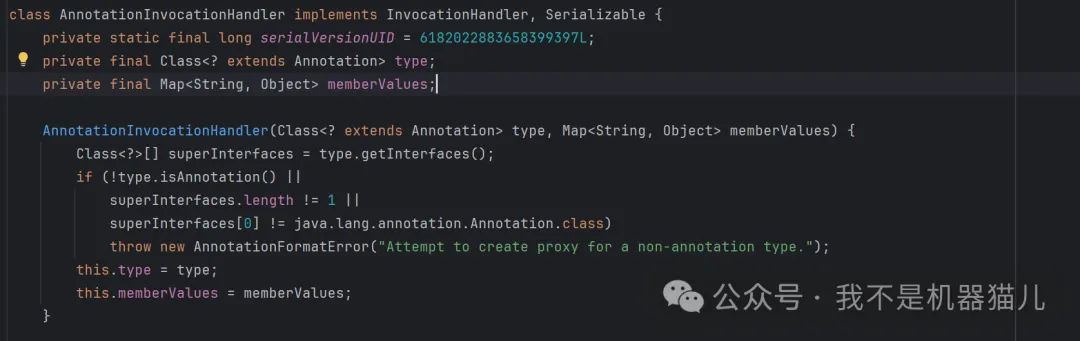 class AnnotationInvocationHandler implements InvocationHandler, Serializable {
    private static final long serialVersionUID = 6182022883658399397L;
    private final Class<? extends Annotation> type;
    private final Map<String, Object> memberValues;

    AnnotationInvocationHandler(Class<? extends Annotation> type, Map<String, Object> memberValues) {
        Class<?>[] superInterfaces = type.getInterfaces();
        if (!type.isAnnotation() ||
            superInterfaces.length != 1 ||
            superInterfaces[0] != java.lang.annotation.Annotation.class)
            throw new AnnotationFormatError("Attempt to create proxy for a non-annotation type.");
        this.type = type;
        this.memberValues = memberValues;
    }
公众号 · 我不是机器猫儿